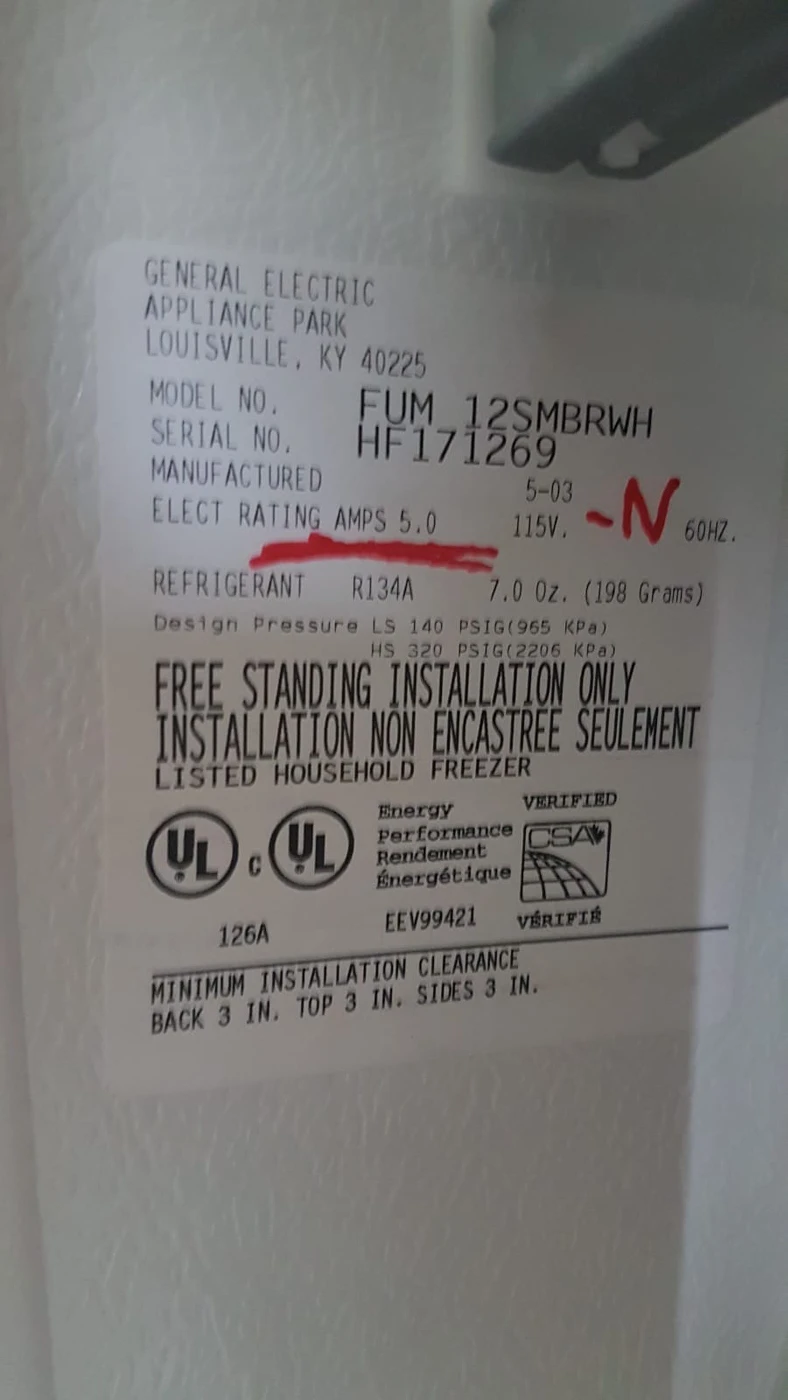 GENERAL ELECTRIC
APPLIANCE PARK
LOUISVILLE, KY 40225
MODEL NO. FUM 12SMBRWH
SERIAL NO. HF171269
MANUFACTURED 5-03
ELECT RATING AMPS 5.0 115V. ~N 60HZ.
REFRIGERANT R134A 7.0 Oz. (198 Grams)
Design Pressure LS 140 PSIG(965 KPa)
HS 320 PSIG(2206 KPa)
FREE STANDING INSTALLATION ONLY
INSTALLATION NON ENCASTREE SEULEMENT
LISTED HOUSEHOLD FREEZER
UL c UL
Energy
Performance
Rendement
Énergétique
VERIFIED
CSA
VÉRIFIÉ
126A
EEV99421
MINIMUM INSTALLATION CLEARANCE
BACK 3 IN. TOP 3 IN. SIDES 3 IN.